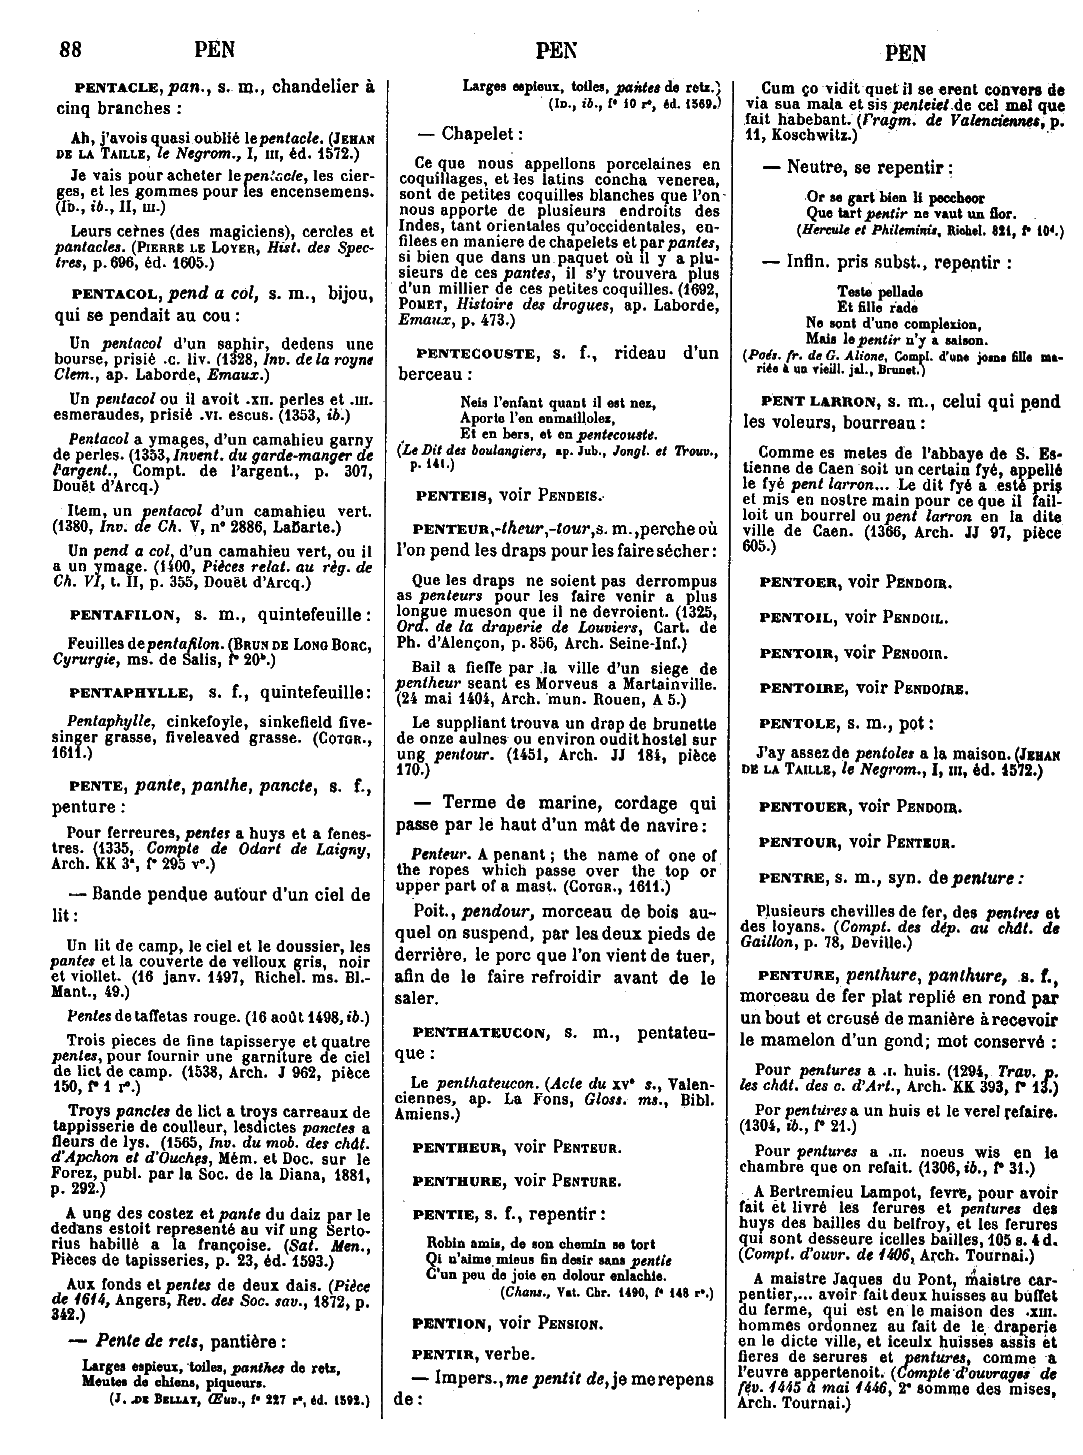 88 PEN PEN PEN
PENTACLE, pan., s. m., chandelier à
cinq branches :
Ah, j'avois quasi oublié le pentacle. (JEHAN
DE LA TAILLE, le Negrom., I, III, éd. 1572.)
Je vais pour acheter le pentacle, les cier-
ges, et les gommes pour les encensemens.
(ID., ib., II, III.)
Leurs cernes (des magiciens), cercles et
pantacles. (PIERRE LE LOYER, Hist. des Spec-
tres, p. 696, éd. 1605.)
PENTACOL, pend a col, s. m., bijou,
qui se pendait au cou :
Un pentacol d'un saphir, dedens une
bourse, prisié .c. liv. (1328, Inv. de la royne
Clem., ap. Laborde, Emaux.)
Un pentacol ou il avoit .XII. perles et .III.
esmeraudes, prisié .VI. escus. (1353, ib.)
Pentacol a ymages, d'un camahieu garny
de perles. (1353, Invent. du garde-manger de
l'argent., Compt. de l'argent., p. 307,
Douët d'Arcq.)
Item, un pentacol d'un camahieu vert.
(1380, Inv. de Ch. V, n° 2886, Labarte.)
Un pend a col, d'un camahieu vert, ou il
a un ymage. (1400, Pièces relat. au règ. de
Ch. VI, t. II, p. 355, Douët d'Arcq.)
PENTAFILON, s. m., quintefeuille :
Feuilles de pentafilon. (BRUN DE LONG BORC,
Cyrurgie, ms. de Salis, f° 20ᵇ.)
PENTAPHYLLE, s. f., quintefeuille:
Pentaphylle, cinkefoyle, sinkefield five-
singer grasse, fiveleaved grasse. (COTGR.,
1611.)
PENTE, pante, panthe, pancte, s. f.,
penture :
Pour ferreures, pentes a huys et a fenes-
tres. (1335, Compte de Odart de Laigny,
Arch. KK 3ᵃ, f° 295 v°.)
— Bande pendue autour d'un ciel de
lit :
Un lit de camp, le ciel et le doussier, les
pantes et la couverte de velloux gris, noir
et viollet. (16 janv. 1497, Richel. ms. Bl.-
Mant., 49.)
Pentes de taffetas rouge. (16 août 1498, ib.)
Trois pieces de fine tapisserye et quatre
pentes, pour fournir une garniture de ciel
de lict de camp. (1538, Arch. J 962, pièce
150, f° 1 r°.)
Troys panctes de lict a troys carreaux de
tappisserie de coulleur, lesdictes panctes a
fleurs de lys. (1565, Inv. du mob. des chât.
d'Apchon et d'Ouches, Mém. et Doc. sur le
Forez, publ. par la Soc. de la Diana, 1881,
p. 292.)
A ung des costez et pante du daiz par le
dedans estoit representé au vif ung Serto-
rius habillé a la françoise. (Sat. Men.,
Pièces de tapisseries, p. 23, éd. 1593.)
Aux fonds et pentes de deux dais. (Pièce
de 1614, Angers, Rev. des Soc. sav., 1872, p.
342.)
— Pente de rets, pantière :
Larges espieux, toiles, panthes de retz,
Meutes de chiens, piqueurs.
(J. DE BELLAY, Œuv., f° 227 r°, éd. 1592.)
Larges espieux, toiles, pantes de retz.
(ID., ib., f° 10 r°, éd. 1569.)
— Chapelet :
Ce que nous appellons porcelaines en
coquillages, et les latins concha venerea,
sont de petites coquilles blanches que l'on
nous apporte de plusieurs endroits des
Indes, tant orientales qu'occidentales, en-
filees en maniere de chapelets et par pantes,
si bien que dans un paquet où il y a plu-
sieurs de ces pantes, il s'y trouvera plus
d'un millier de ces petites coquilles. (1692,
POMET, Histoire des drogues, ap. Laborde,
Emaux, p. 473.)
PENTECOUSTE, s. f., rideau d'un
berceau :
Neis l'enfant quant il est nez,
Aporte l'en enmaillolez,
Et en bers, et en pentecouste.
(Le Dit des boulangiers, ap. Jub., Jongl. et Trouv.,
p. 141.)
PENTEIS, voir PENDEIS.
PENTEUR, -theur, -tour, s. m., perche où
l'on pend les draps pour les faire sécher :
Que les draps ne soient pas derrompus
as penteurs pour les faire venir a plus
longue mueson que il ne devroient. (1325,
Ord. de la draperie de Louviers, Cart. de
Ph. d'Alençon, p. 856, Arch. Seine-Inf.)
Bail a fieffe par la ville d'un siege de
pentheur seant es Morveus a Martainville.
(24 mai 1404, Arch. mun. Rouen, A 5.)
Le suppliant trouva un drap de brunette
de onze aulnes ou environ oudit hostel sur
ung pentour. (1451, Arch. JJ 184, pièce
170.)
— Terme de marine, cordage qui
passe par le haut d'un mât de navire :
Penteur. A penant ; the name of one of
the ropes which passe over the top or
upper part of a mast. (COTGR., 1611.)
Poit., pendour, morceau de bois au-
quel on suspend, par les deux pieds de
derrière, le porc que l'on vient de tuer,
afin de le faire refroidir avant de le
saler.
PENTHATEUCON, s. m., pentateu-
que :
Le penthateucon. (Acte du XVᵉ s., Valen-
ciennes, ap. La Fons, Gloss. ms., Bibl.
Amiens.)
PENTHEUR, voir PENTEUR.
PENTHURE, voir PENTURE.
PENTIE, s. f., repentir :
Robin amis, de son chemin se tort
Qi n'aime mieus fin desir sans pentie
C'un peu de joie en dolour enlachie.
(Chans., Vat. Chr. 1490, f° 148 r°.)
PENTION, voir PENSION.
PENTIR, verbe.
— Impers., me pentit de, je me repens
de :
Cum ço vidit quet il se erent convers de
via sua mala et sis penteiet de cel mel que
fait habebant. (Fragm. de Valenciennes, p.
11, Koschwitz.)
— Neutre, se repentir :
Or se gart bien li peccheor
Que tart pentir ne vaut un flor.
(Hercule et Phileminis, Richel. 821, f° 10ᵈ.)
— Infin. pris subst., repentir :
Teste pellade
Et fille rade
Ne sont d'une complexion,
Mais le pentir n'y a saison.
(Poés. fr. de G. Alione, Compl. d'une josne fille ma-
riée à un vieill. jal., Brunet.)
PENT LARRON, s. m., celui qui pend
les voleurs, bourreau :
Comme es metes de l'abbaye de S. Es-
tienne de Caen soit un certain fyé, appellé
le fyé pent larron... Le dit fyé a esté pris
et mis en nostre main pour ce que il fail-
loit un bourrel ou pent larron en la dite
ville de Caen. (1366, Arch. JJ 97, pièce
605.)
PENTOER, voir PENDOIR.
PENTOIL, voir PENDOIL.
PENTOIR, voir PENDOIR.
PENTOIRE, voir PENDOIRE.
PENTOLE, s. m., pot :
J'ay assez de pentoles a la maison. (JEHAN
DE LA TAILLE, le Negrom., I, III, éd. 1572.)
PENTOUER, voir PENDOIR.
PENTOUR, voir PENTEUR.
PENTRE, s. m., syn. de penture :
Plusieurs chevilles de fer, des pentres et
des loyans. (Compt. des dép. au chât. de
Gaillon, p. 78, Deville.)
PENTURE, penthure, panthure, s. f.,
morceau de fer plat replié en rond par
un bout et creusé de manière à recevoir
le mamelon d'un gond; mot conservé :
Pour pentures a .I. huis. (1294, Trav. p.
les chât. des c. d'Art., Arch. KK 393, f° 13.)
Por pentures a un huis et le verel refaire.
(1304, ib., f° 21.)
Pour pentures a .II. noeus wis en le
chambre que on refait. (1306, ib., f° 31.)
A Bertremieu Lampot, fevre, pour avoir
fait et livré les ferures et pentures des
huys des bailles du belfroy, et les ferures
qui sont desseure icelles bailles, 105 s. 4 d.
(Compt. d'ouvr. de 1406, Arch. Tournai.)
A maistre Jaques du Pont, maistre car-
pentier,... avoir fait deux huisses au buffet
du ferme, qui est en le maison des .XIII.
hommes ordonnez au fait de le draperie
en le dicte ville, et iceulx huisses assis et
fieres de serures et pentures, comme a
l'euvre appertenoit. (Compte d'ouvrages de
fév. 1445 à mai 1446, 2ᵉ somme des mises,
Arch. Tournai.)